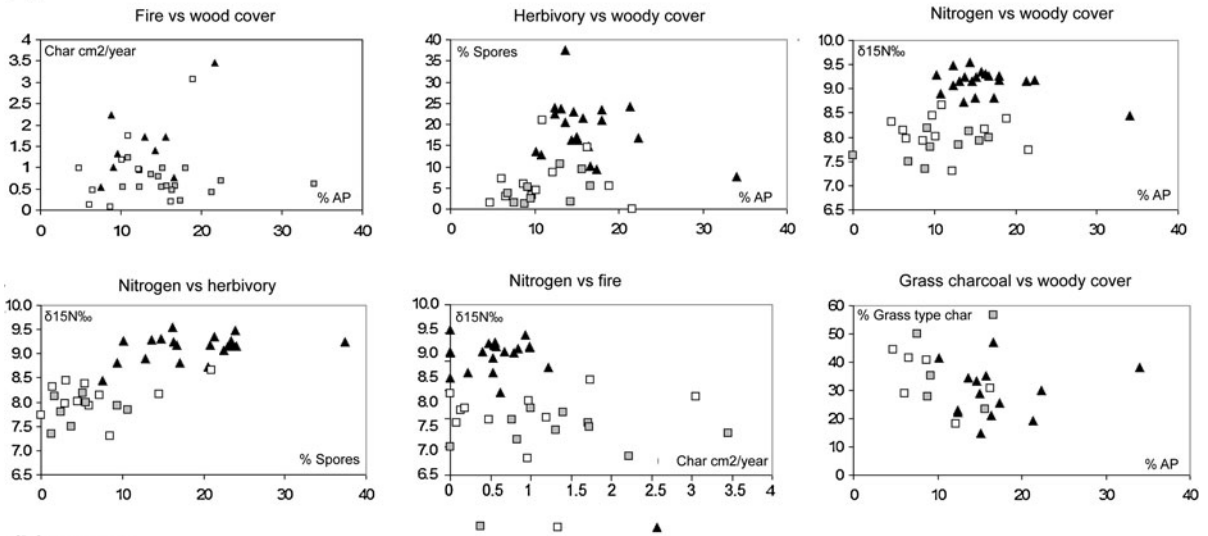 Fire vs wood cover
4
3.5
3
2.5
2
1.5
1
0.5
0
Char cm2/year
% AP
0 10 20 30 40
Herbivory vs woody cover
40
35
30
25
20
15
10
5
0
% Spores
% AP
0 10 20 30 40
Nitrogen vs woody cover
10.0
9.5
9.0
8.5
8.0
7.5
7.0
6.5
δ15N‰
% AP
0 10 20 30 40
Nitrogen vs herbivory
10.0
9.5
9.0
8.5
8.0
7.5
7.0
6.5
δ15N‰
% Spores
0 10 20 30 40
Nitrogen vs fire
10.0
9.5
9.0
8.5
8.0
7.5
7.0
6.5
δ15N‰
Char cm2/year
0 0.5 1 1.5 2 2.5 3 3.5 4
Grass charcoal vs woody cover
60
50
40
30
20
10
0
% Grass type char
% AP
0 10 20 30 40